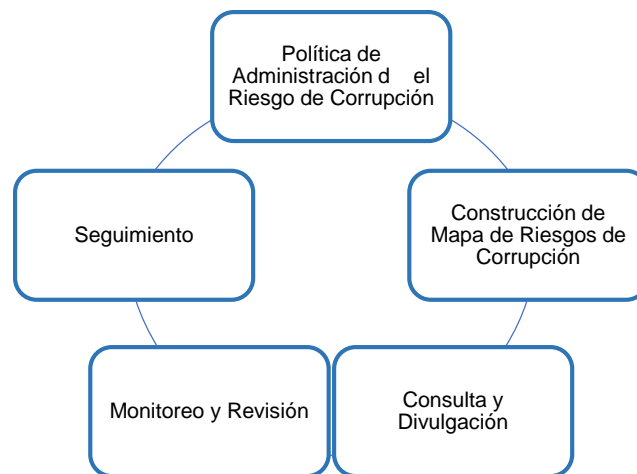 Política de
Administración d el
Riesgo de Corrupción
Construcción de
Mapa de Riesgos de
Corrupción
Consulta y
Divulgación
Monitoreo y Revisión
Seguimiento